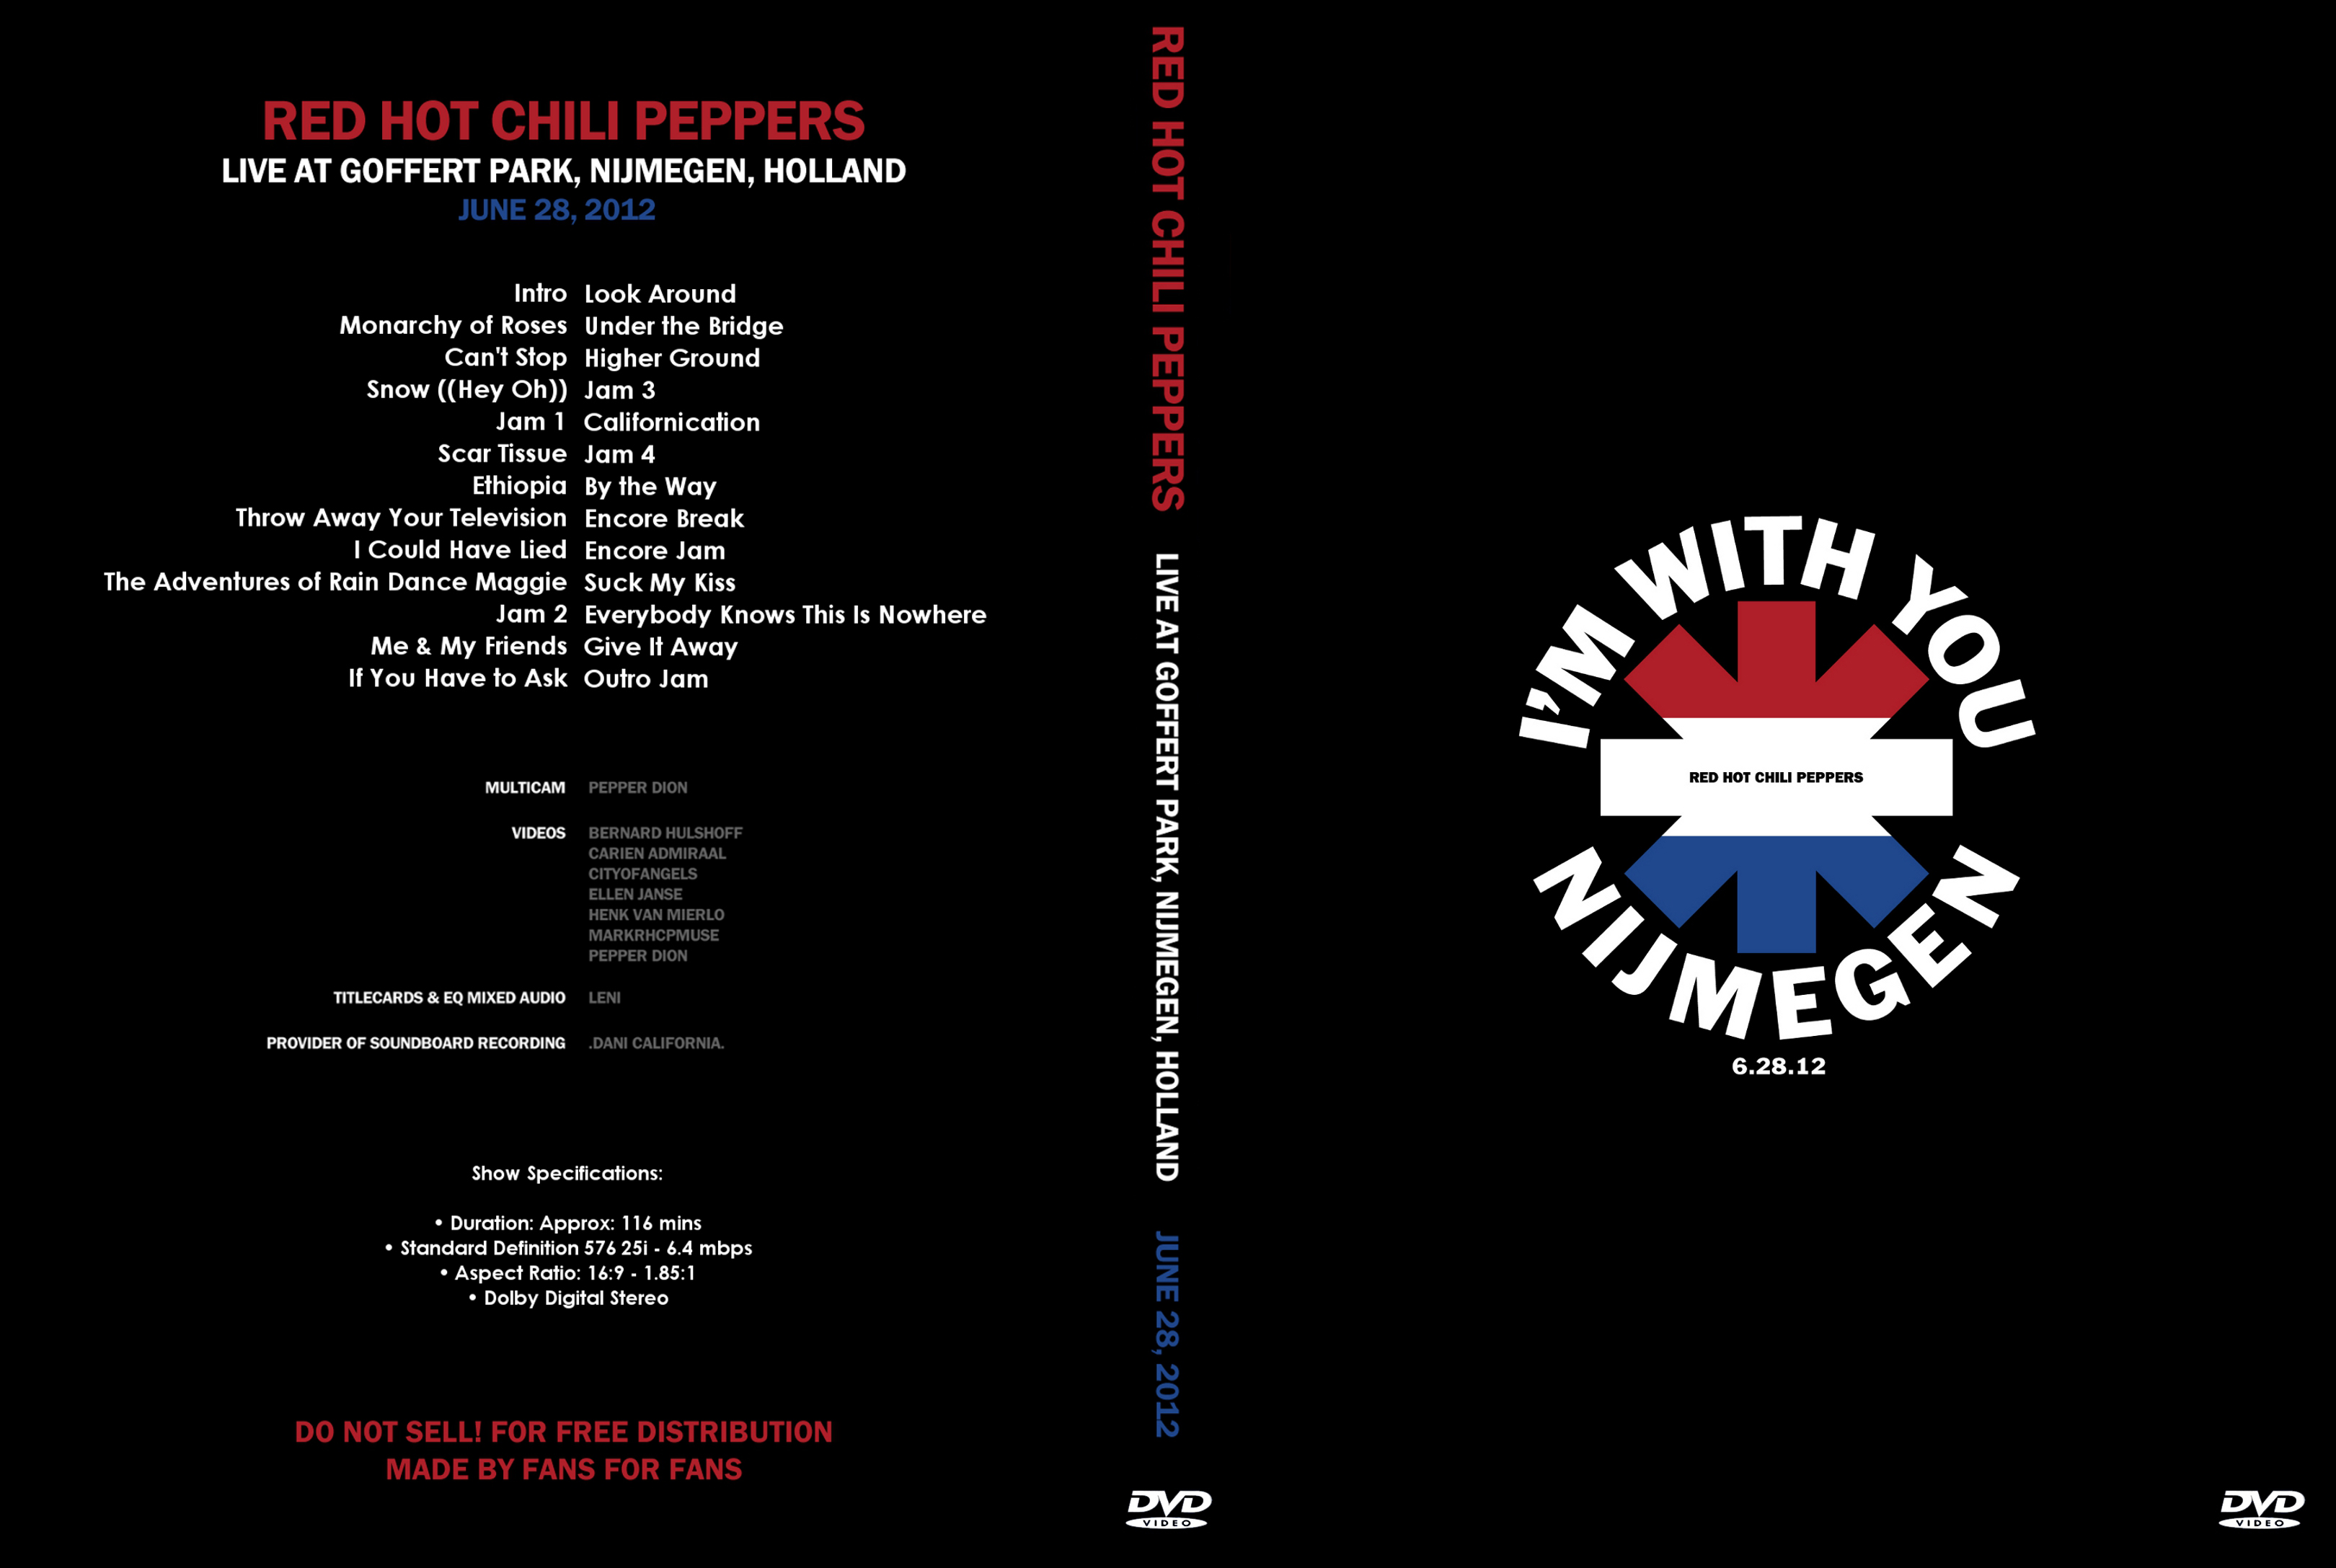 RED HOT CHILI PEPPERS
LIVE AT GOFFERT PARK, NIJMEGEN, HOLLAND
JUNE 28, 2012
Intro
Monarchy of Roses
Can't Stop
Snow ((Hey Oh))
Jam 1
Scar Tissue
Ethiopia
Throw Away Your Television
I Could Have Lied
The Adventures of Rain Dance Maggie
Jam 2
Me & My Friends
If You Have to Ask
Look Around
Under the Bridge
Higher Ground
Jam 3
Californication
Jam 4
By the Way
Encore Break
Encore Jam
Suck My Kiss
Everybody Knows This Is Nowhere
Give It Away
Outro Jam
MULTICAM PEPPER DION
VIDEOS BERNARD HULSHOFF
CARIEN ADMIRAAL
CITYOFANGELS
ELLEN JANSE
HENK VAN MIERLO
MARKRHCPMUSE
PEPPER DION
TITLECARDS & EQ MIXED AUDIO LENI
PROVIDER OF SOUNDBOARD RECORDING .DANI CALIFORNIA.
Show Specifications:
• Duration: Approx: 116 mins
• Standard Definition 576 25i - 6.4 mbps
• Aspect Ratio: 16:9 - 1.85:1
• Dolby Digital Stereo
DO NOT SELL! FOR FREE DISTRIBUTION
MADE BY FANS FOR FANS
RED HOT CHILI PEPPERS LIVE AT GOFFERT PARK, NIJMEGEN, HOLLAND JUNE 28, 2012
DVD
VIDEO
I'M WITH YOU
RED HOT CHILI PEPPERS
NIJMEGEN
6.28.12
DVD
VIDEO